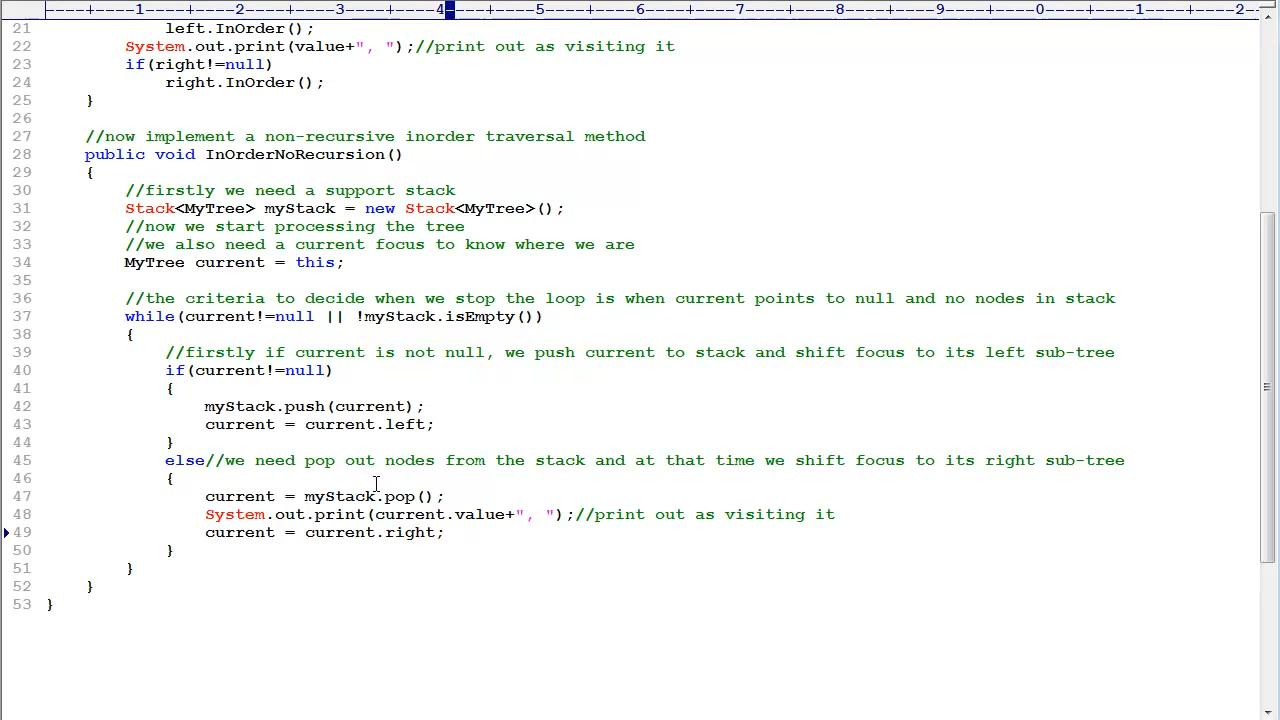 ----+----1----+----2----+----3----+----4----+----5----+----6----+----7----+----8----+----9----+----0----+----1----+----2--
21 left.InOrder();
22 System.out.print(value+", ");//print out as visiting it
23 if(right!=null)
24 right.InOrder();
25 }
26
27 //now implement a non-recursive inorder traversal method
28 public void InOrderNoRecursion()
29 {
30 //firstly we need a support stack
31 Stack<MyTree> myStack = new Stack<MyTree>();
32 //now we start processing the tree
33 //we also need a current focus to know where we are
34 MyTree current = this;
35
36 //the criteria to decide when we stop the loop is when current points to null and no nodes in stack
37 while(current!=null || !myStack.isEmpty())
38 {
39 //firstly if current is not null, we push current to stack and shift focus to its left sub-tree
40 if(current!=null)
41 {
42 myStack.push(current);
43 current = current.left;
44 }
45 else//we need pop out nodes from the stack and at that time we shift focus to its right sub-tree
46 {
47 current = myStack.pop();
48 System.out.print(current.value+", ");//print out as visiting it
49 current = current.right;
50 }
51 }
52 }
53 }